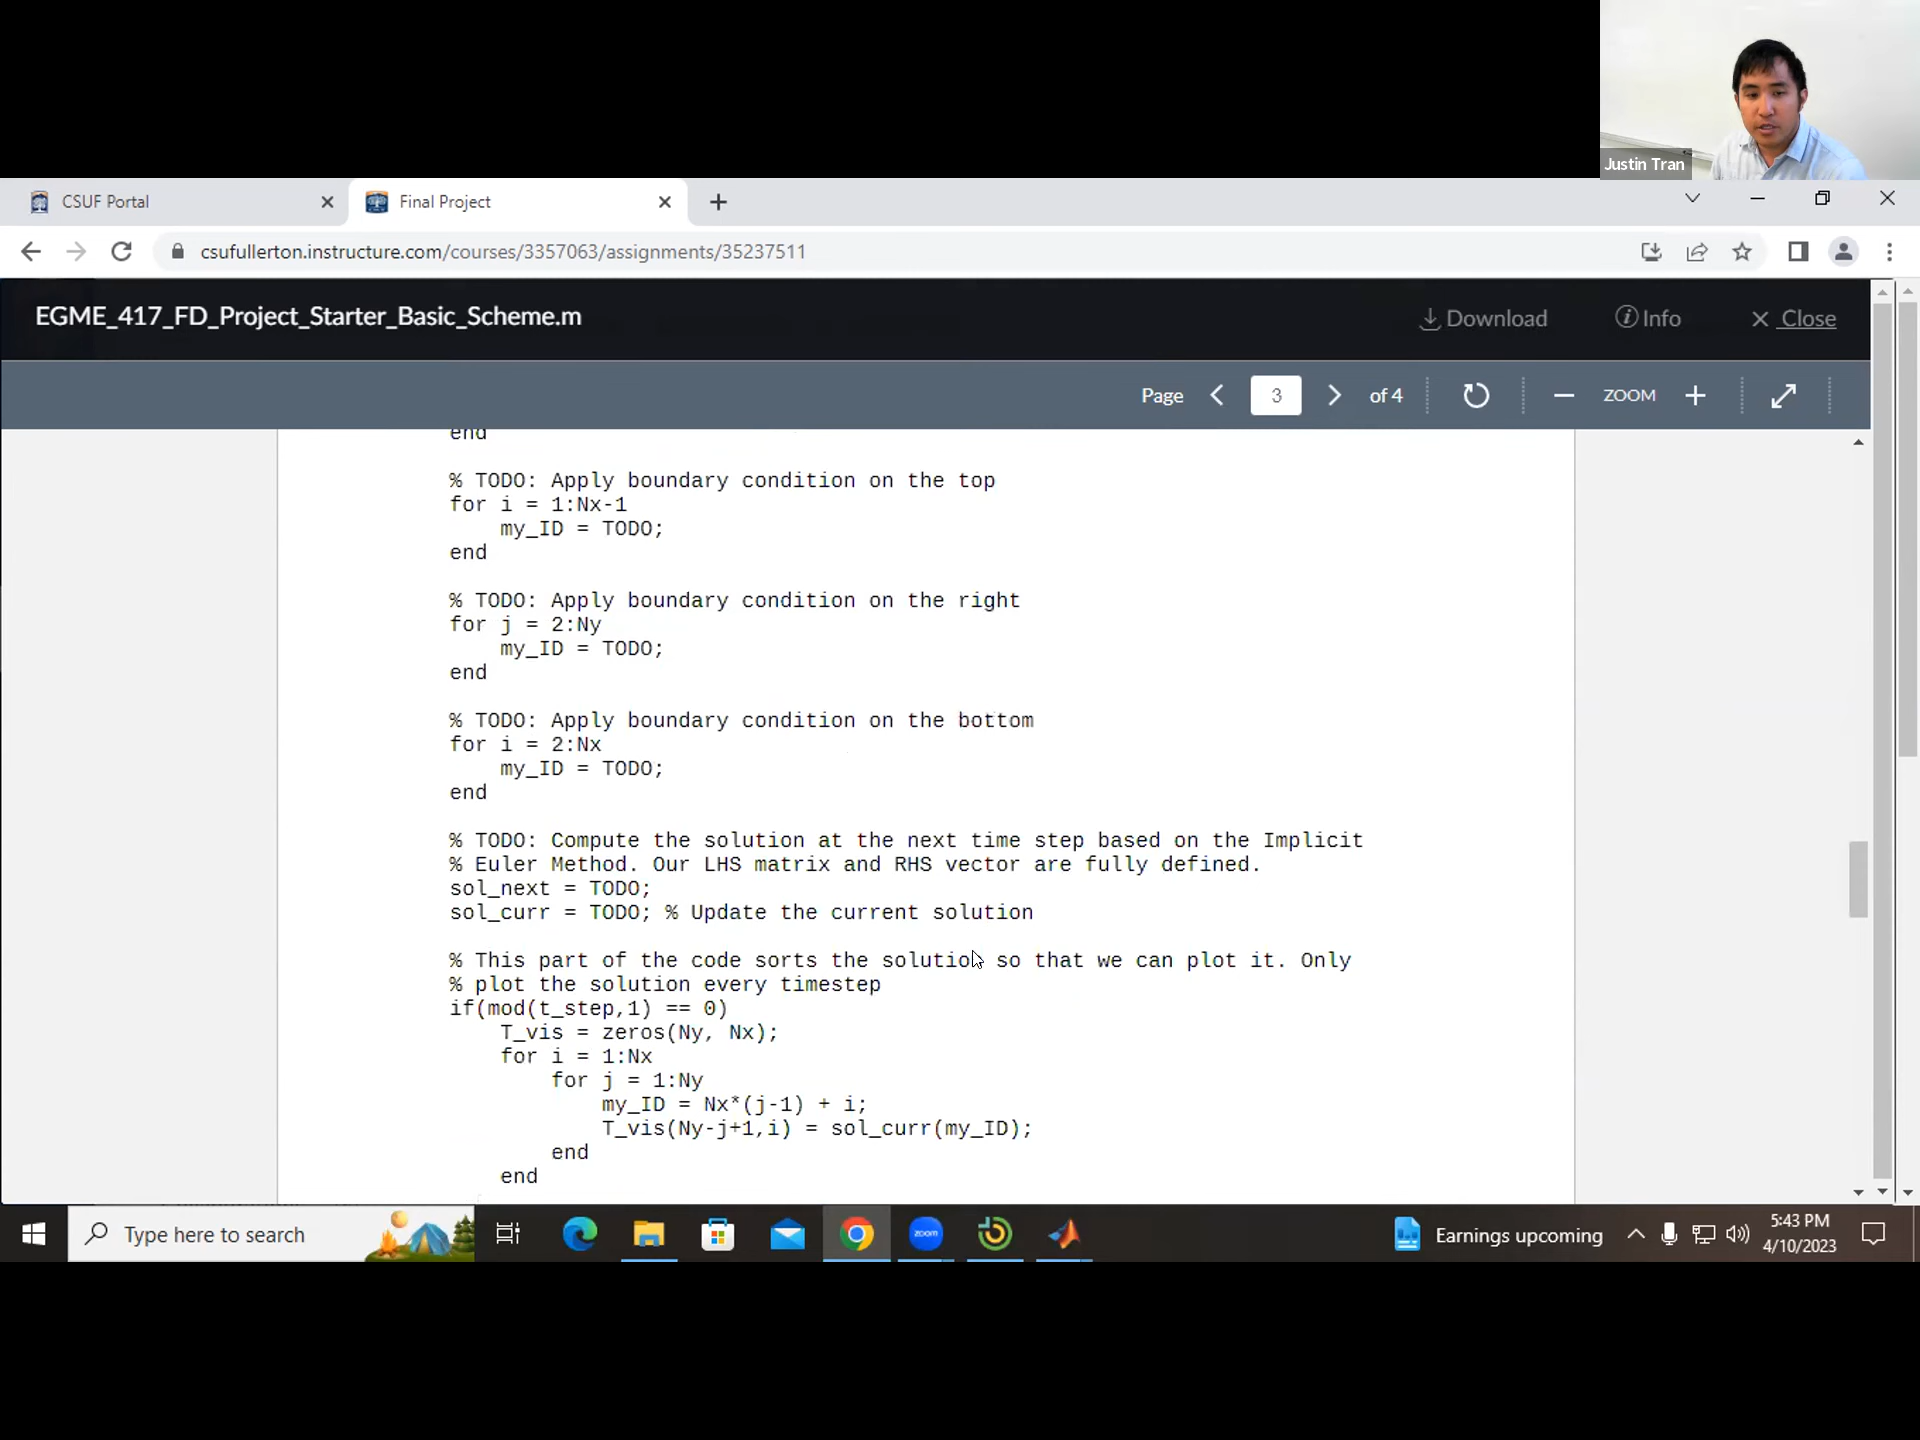 Justin Tran
CSUF Portal
Final Project
csufullerton.instructure.com/courses/3357063/assignments/35237511
EGME_417_FD_Project_Starter_Basic_Scheme.m
Download
Info
Close
Page
3
of 4
ZOOM
end
% TODO: Apply boundary condition on the top
for i = 1:Nx-1
my_ID = TODO;
end
% TODO: Apply boundary condition on the right
for j = 2:Ny
my_ID = TODO;
end
% TODO: Apply boundary condition on the bottom
for i = 2:Nx
my_ID = TODO;
end
% TODO: Compute the solution at the next time step based on the Implicit
% Euler Method. Our LHS matrix and RHS vector are fully defined.
sol_next = TODO;
sol_curr = TODO; % Update the current solution
% This part of the code sorts the solution so that we can plot it. Only
% plot the solution every timestep
if(mod(t_step,1) == 0)
T_vis = zeros(Ny, Nx);
for i = 1:Nx
for j = 1:Ny
my_ID = Nx*(j-1) + i;
T_vis(Ny-j+1,i) = sol_curr(my_ID);
end
end
Type here to search
zoom
Earnings upcoming
5:43 PM
4/10/2023